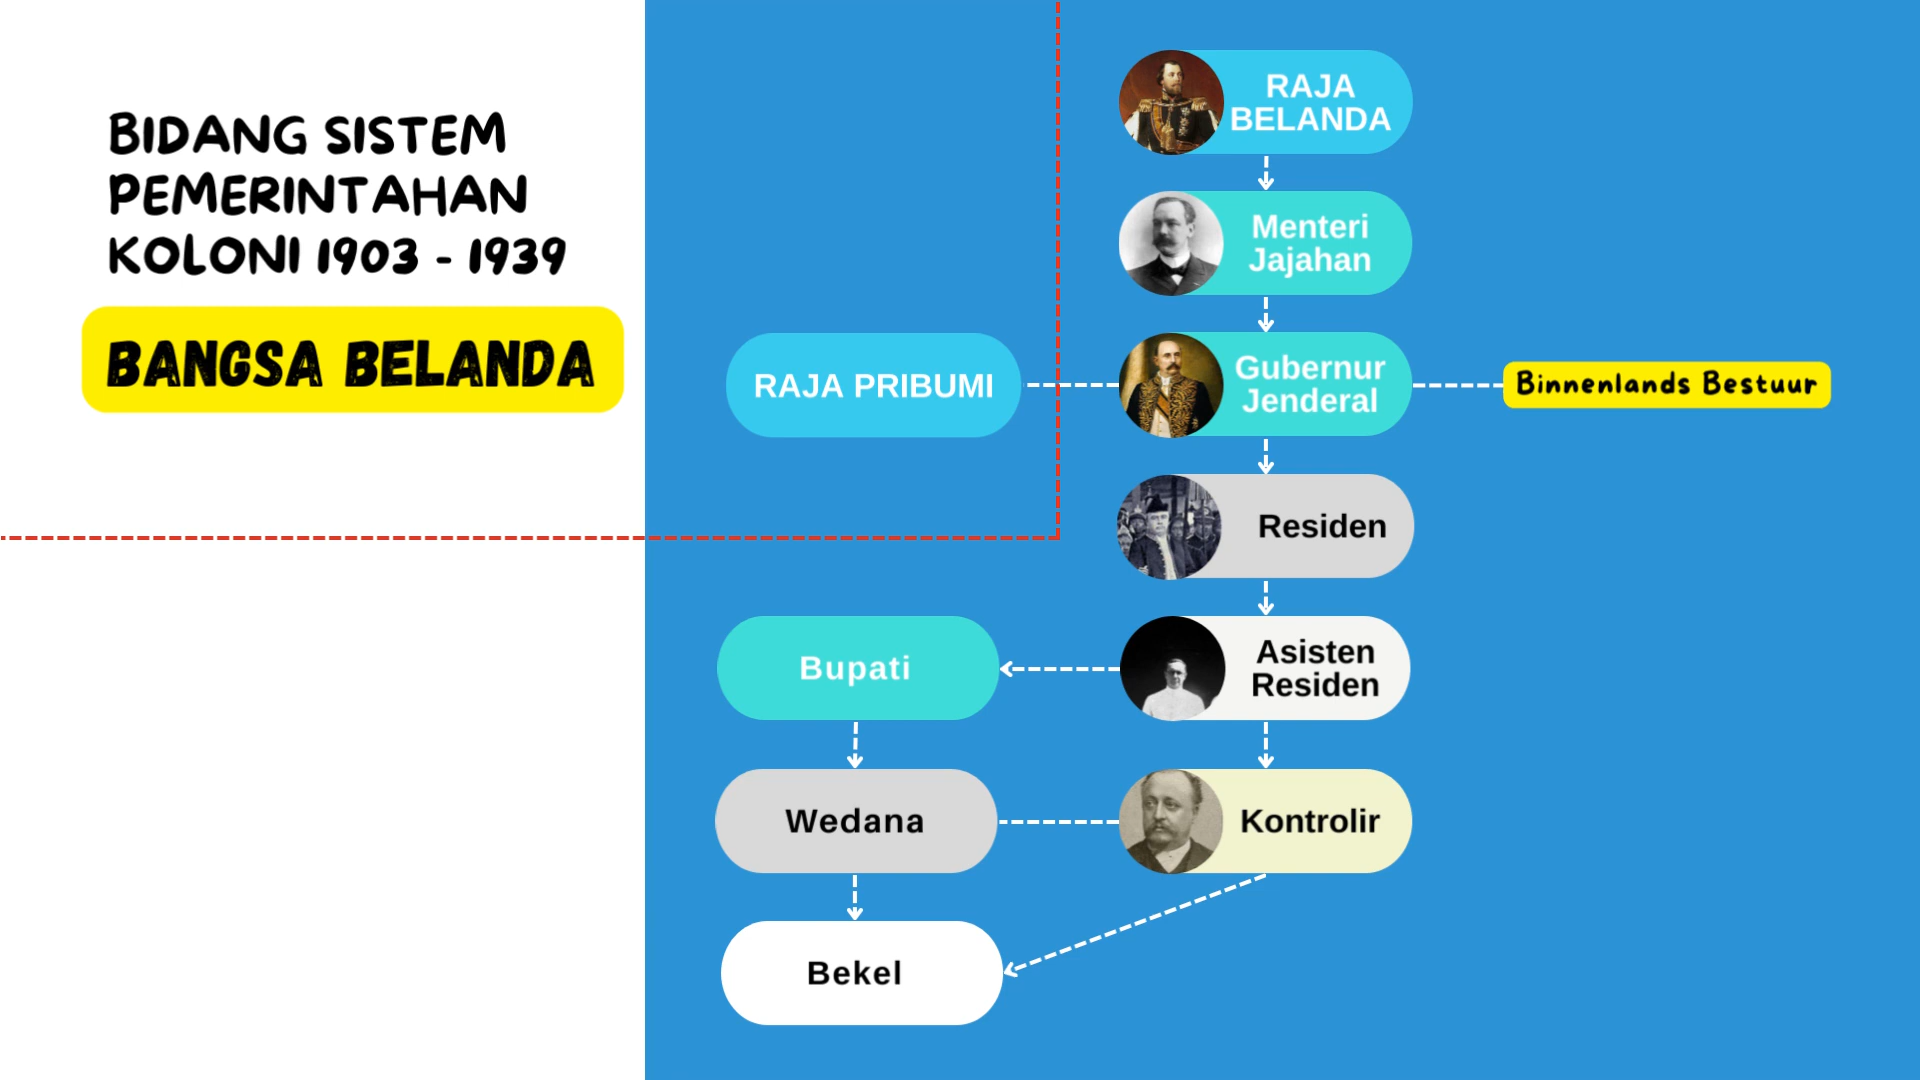 BIDANG SISTEM
PEMERINTAHAN
KOLONI 1903 - 1939
BANGSA BELANDA
RAJA
BELANDA
Menteri
Jajahan
RAJA PRIBUMI
Gubernur
Jenderal
Binnenlands Bestuur
Residen
Bupati
Asisten
Residen
Wedana
Kontrolir
Bekel